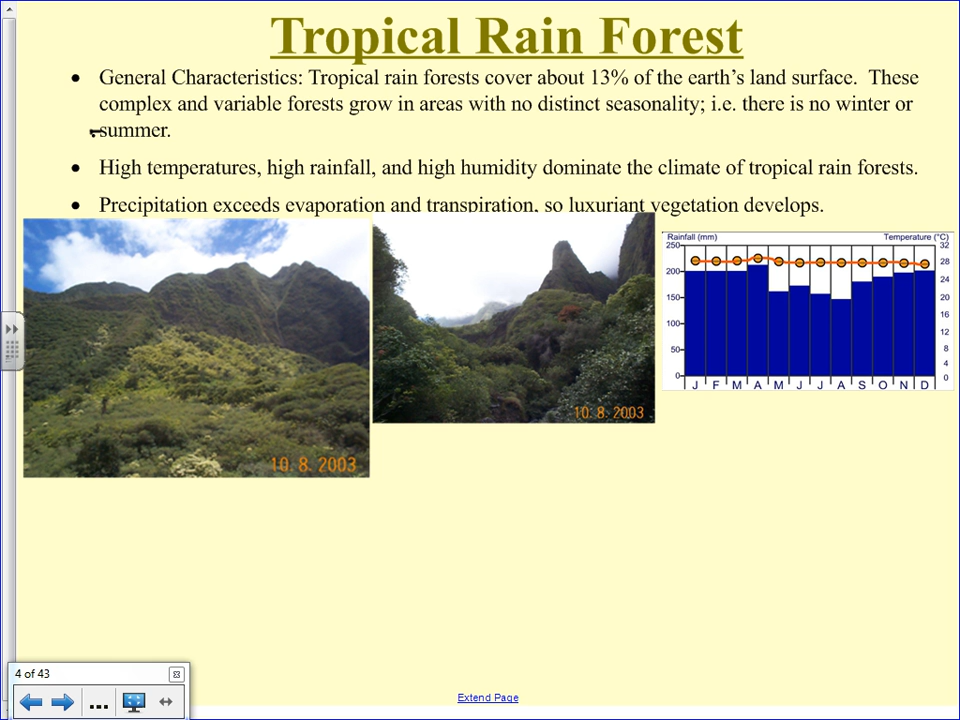 Tropical Rain Forest
• General Characteristics: Tropical rain forests cover about 13% of the earth’s land surface.  These
complex and variable forests grow in areas with no distinct seasonality; i.e. there is no winter or
summer.
• High temperatures, high rainfall, and high humidity dominate the climate of tropical rain forests.
• Precipitation exceeds evaporation and transpiration, so luxuriant vegetation develops.
10. 8. 2003
10. 8. 2003
Rainfall (mm) Temperature (°C)
250 32
28
200 24
150 20
16
100 12
50 8
4
0 0
J F M A M J J A S O N D
4 of 43
...
Extend Page